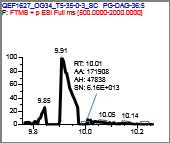 QEF1627_OG34_T5-35-0-3_SC PG-DAG-36:5
F: FTMS + p ESI Full ms [500.0000-2000.0000]
9.91
100
RT: 10.01
80
AA: 171908
AH: 47838
60
SN: 6.16E+013
40
9.85
20
10.05 10.14
0
9.8 10.0 10.2